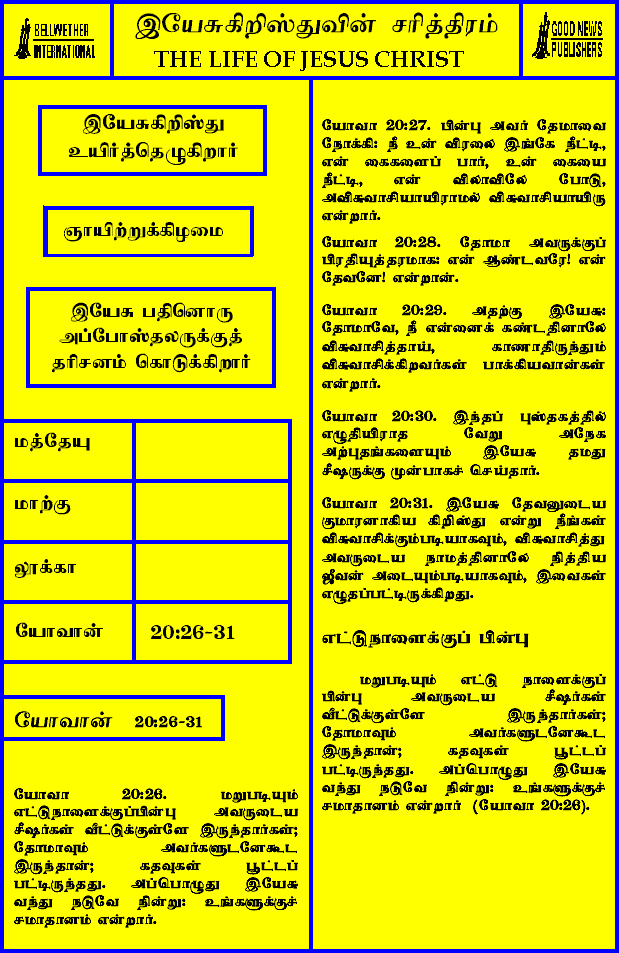 BELLWETHER
INTERNATIONAL
இயேசுகிறிஸ்துவின் சரித்திரம்
THE LIFE OF JESUS CHRIST
GOOD NEWS
PUBLISHERS
இயேசுகிறிஸ்து
உயிர்த்தெழுகிறார்
ஞாயிற்றுக்கிழமை
இயேசு பதினொரு
அப்போஸ்தலருக்குத்
தரிசனம் கொடுக்கிறார்
மத்தேயு
மாற்கு
லூக்கா
யோவான் 20:26-31
யோவான் 20:26-31
யோவா 20:26. மறுபடியும்
எட்டுநாளைக்குப்பின்பு அவருடைய
சீஷர்கள் வீட்டுக்குள்ளே இருந்தார்கள்;
தோமாவும் அவர்களுடனேகூட
இருந்தான்; கதவுகள் பூட்டப்
பட்டிருந்தது. அப்பொழுது இயேசு
வந்து நடுவே நின்று: உங்களுக்குச்
சமாதானம் என்றார்.
யோவா 20:27. பின்பு அவர் தோமாவை
நோக்கி: நீ உன் விரலை இங்கே நீட்டி,
என் கைகளைப் பார், உன் கையை
நீட்டி, என் விலாவிலே போடு,
அவிசுவாசியாயிராமல் விசுவாசியாயிரு
என்றார்.
யோவா 20:28. தோமா அவருக்குப்
பிரதியுத்தரமாக: என் ஆண்டவரே! என்
தேவனே! என்றான்.
யோவா 20:29. அதற்கு இயேசு:
தோமாவே, நீ என்னைக் கண்டதினாலே
விசுவாசித்தாய், காணாதிருந்தும்
விசுவாசிக்கிறவர்கள் பாக்கியவான்கள்
என்றார்.
யோவா 20:30. இந்தப் புஸ்தகத்தில்
எழுதியிராத வேறு அநேக
அற்புதங்களையும் இயேசு தமது
சீஷருக்கு முன்பாகச் செய்தார்.
யோவா 20:31. இயேசு தேவனுடைய
குமாரனாகிய கிறிஸ்து என்று நீங்கள்
விசுவாசிக்கும்படியாகவும், விசுவாசித்து
அவருடைய நாமத்தினாலே நித்திய
ஜீவன் அடையும்படியாகவும், இவைகள்
எழுதப்பட்டிருக்கிறது.
எட்டுநாளைக்குப் பின்பு
மறுபடியும் எட்டு நாளைக்குப்
பின்பு அவருடைய சீஷர்கள்
வீட்டுக்குள்ளே இருந்தார்கள்;
தோமாவும் அவர்களுடனேகூட
இருந்தான்; கதவுகள் பூட்டப்
பட்டிருந்தது. அப்பொழுது இயேசு
வந்து நடுவே நின்று: உங்களுக்குச்
சமாதானம் என்றார் (யோவா 20:26).